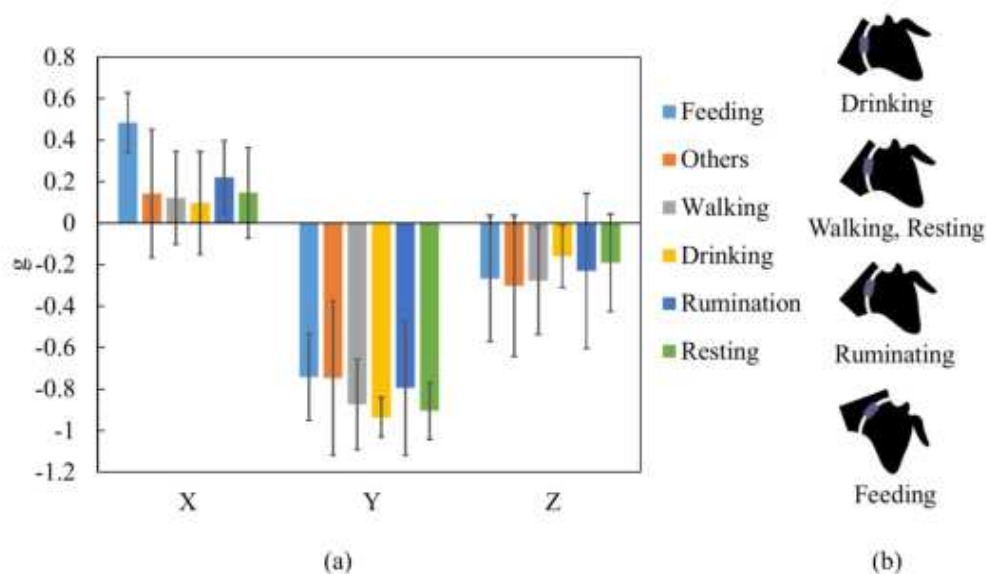 0.8
0.6
0.4
0.2
0
-0.2
-0.4
-0.6
-0.8
-1
-1.2
g
X Y Z
Feeding
Others
Walking
Drinking
Rumination
Resting
(a)
Drinking
Walking, Resting
Ruminating
Feeding
(b)